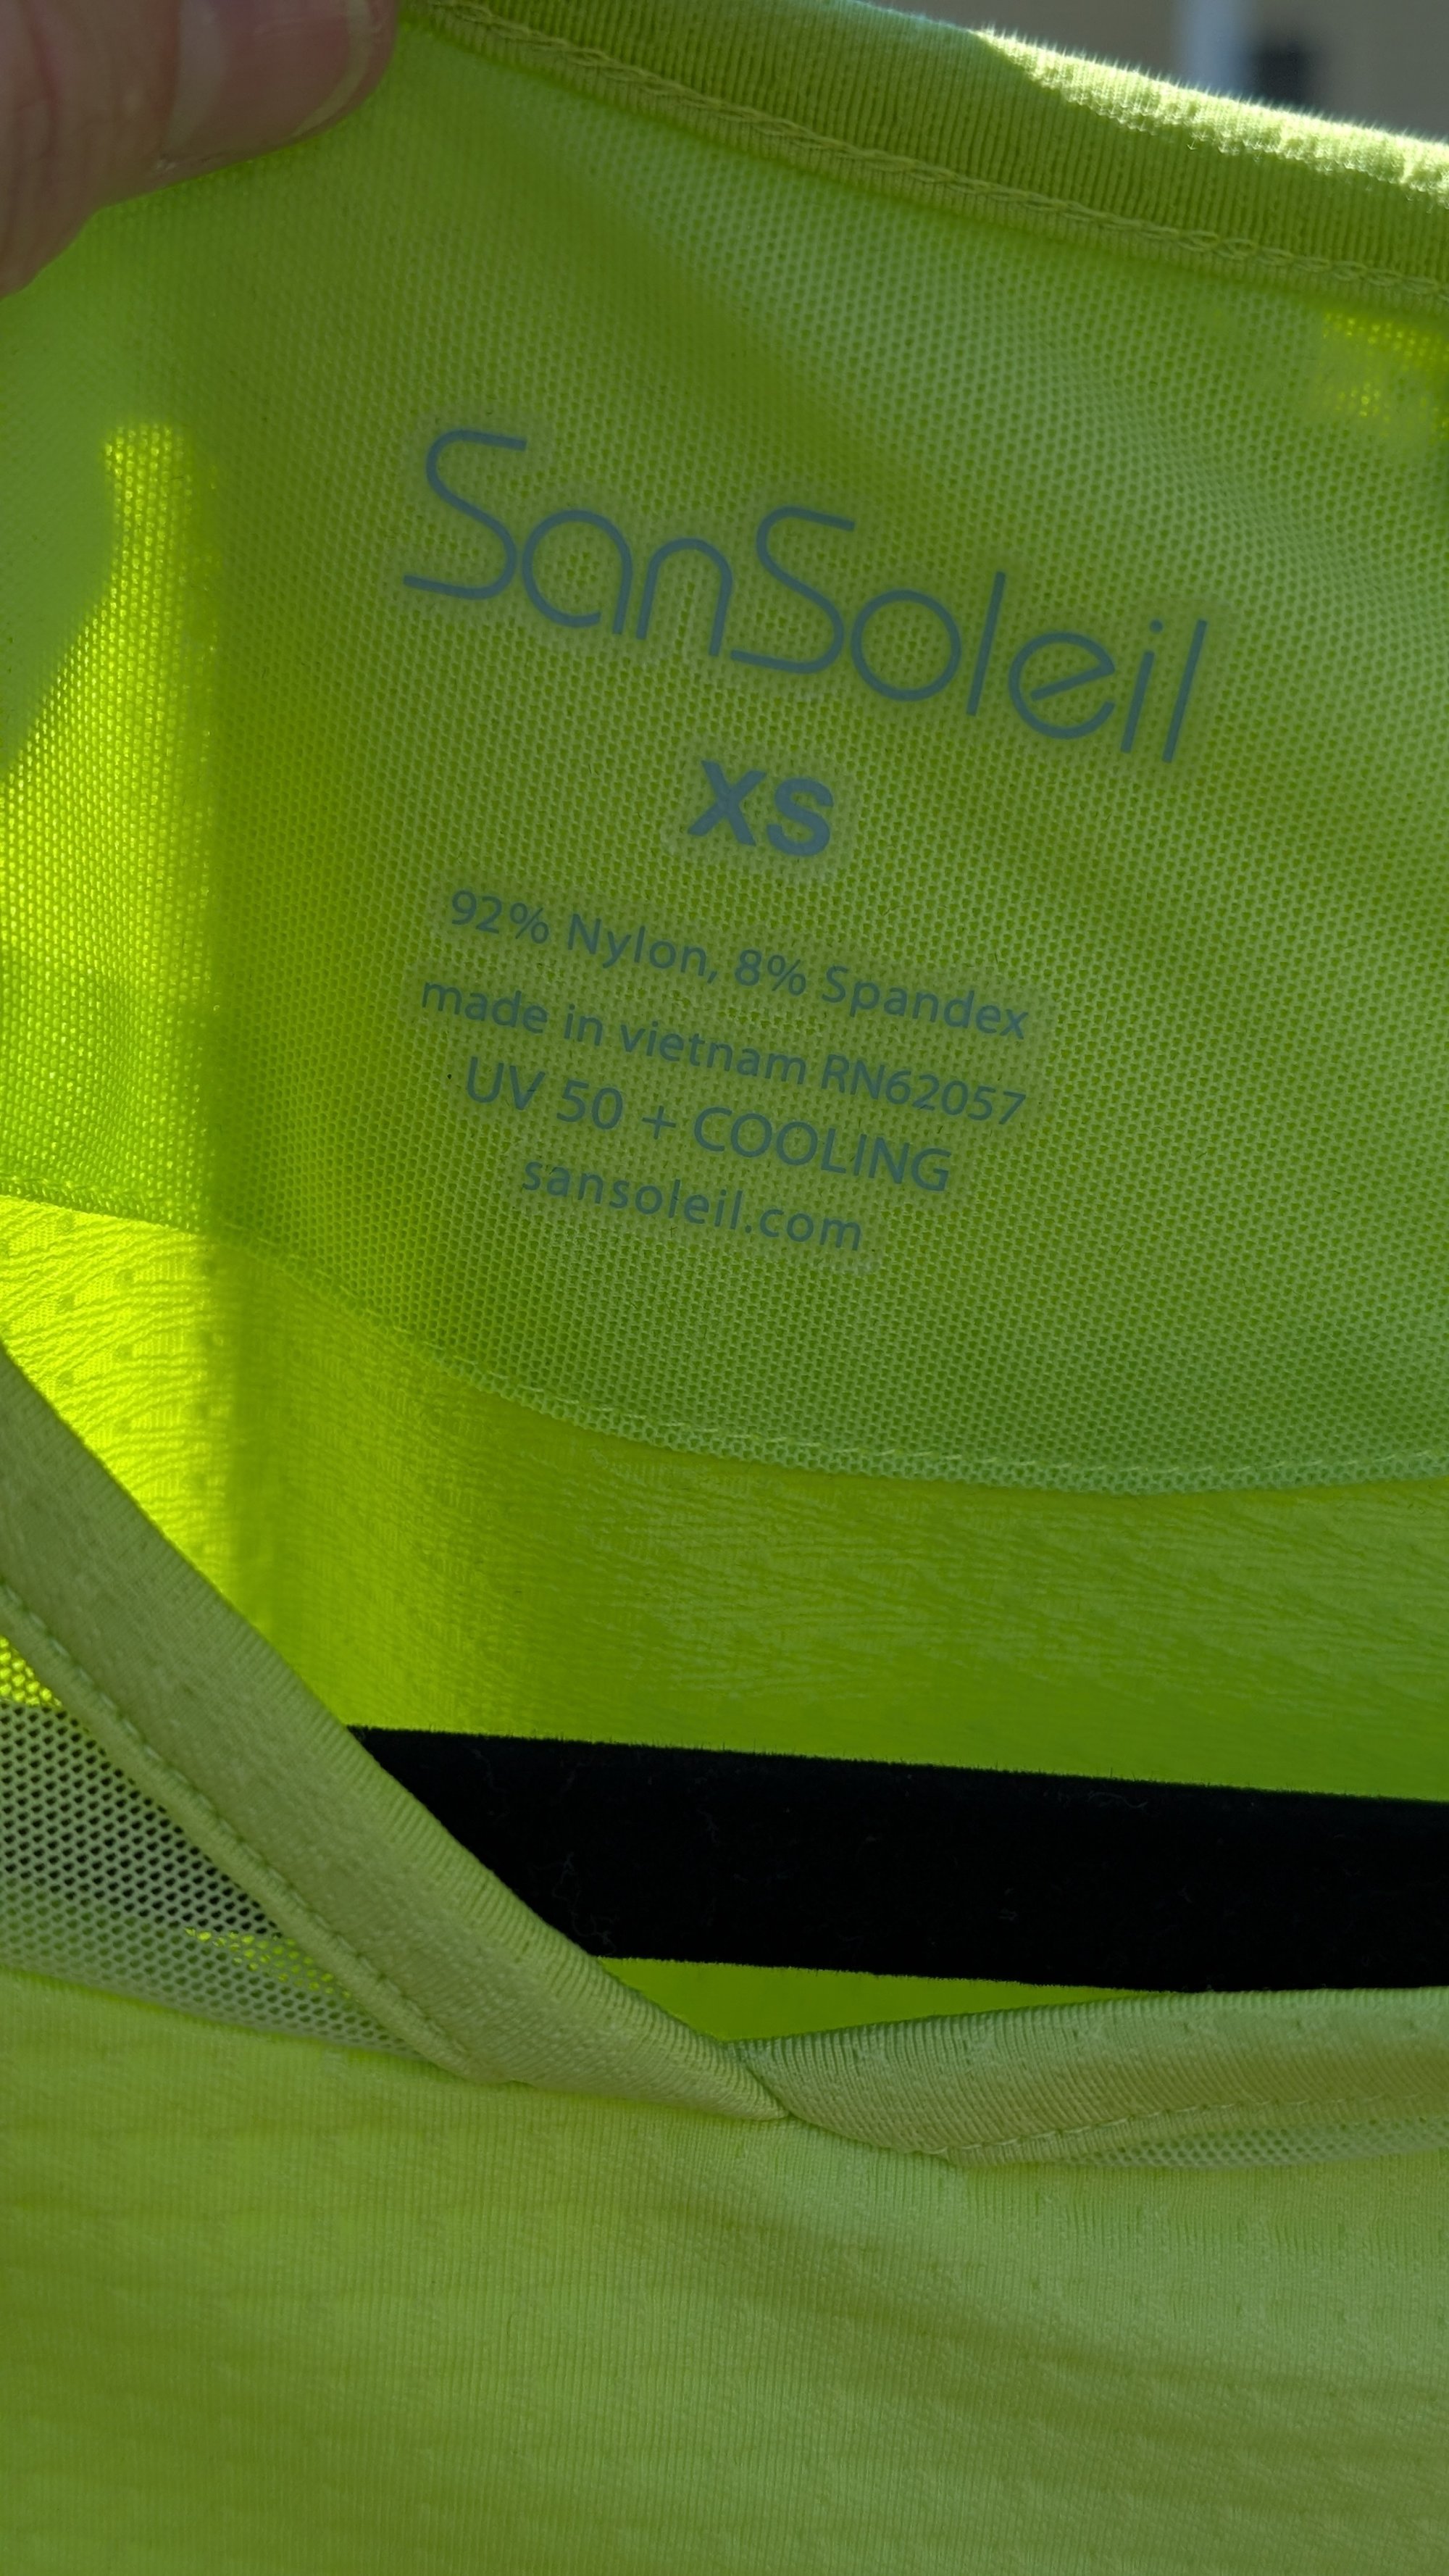 SanSoleil
XS
92% Nylon, 8% Spandex
made in vietnam RN62057
UV 50 + COOLING
sansoleil.com